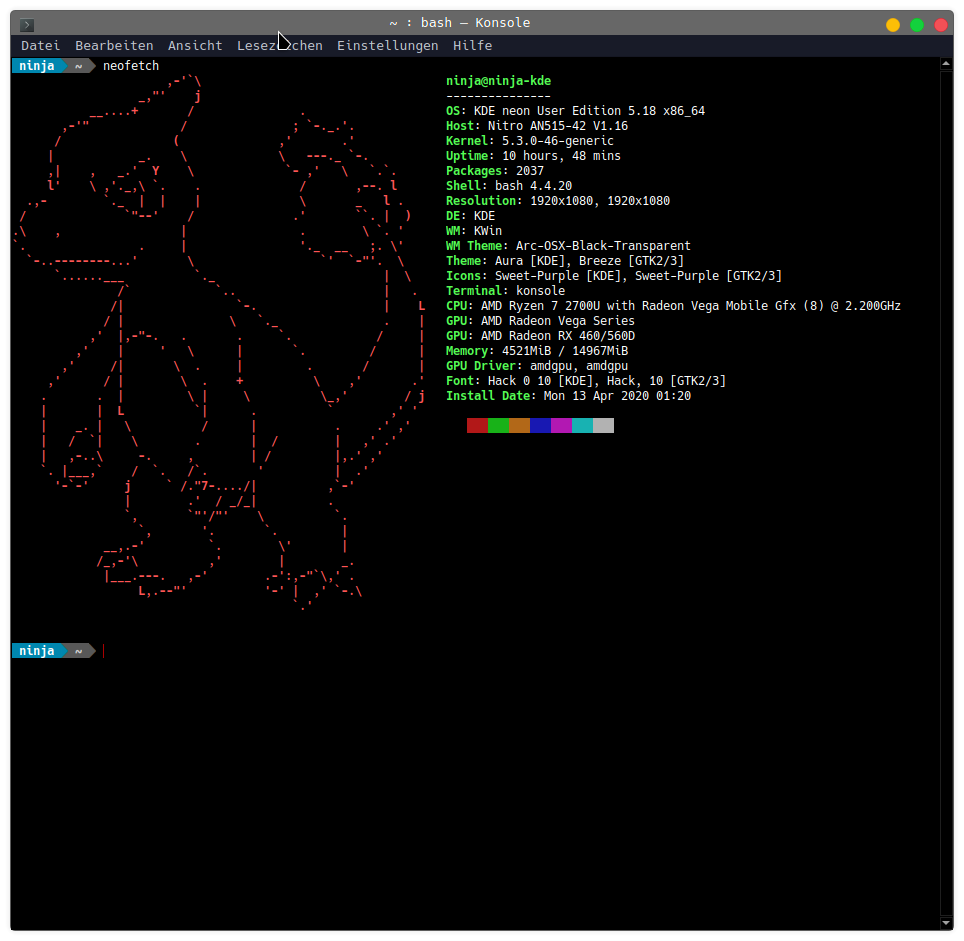 ~ : bash — Konsole
Datei Bearbeiten Ansicht Einstellungen Hilfe
ninja ~ neofetch
ninja@ninja-kde
---------------
OS: KDE neon User Edition 5.18 x86_64
Host: Nitro AN515-42 V1.16
Kernel: 5.3.0-46-generic
Uptime: 10 hours, 48 mins
Packages: 2037
Shell: bash 4.4.20
Resolution: 1920x1080, 1920x1080
DE: KDE
WM: KWin
WM Theme: Arc-OSX-Black-Transparent
Theme: Aura [KDE], Breeze [GTK2/3]
Icons: Sweet-Purple [KDE], Sweet-Purple [GTK2/3]
Terminal: konsole
CPU: AMD Ryzen 7 2700U with Radeon Vega Mobile Gfx (8) @ 2.200GHz
GPU: AMD Radeon Vega Series
GPU: AMD Radeon RX 460/560D
Memory: 4521MiB / 14967MiB
GPU Driver: amdgpu, amdgpu
Font: Hack 0 10 [KDE], Hack, 10 [GTK2/3]
Install Date: Mon 13 Apr 2020 01:20
ninja ~